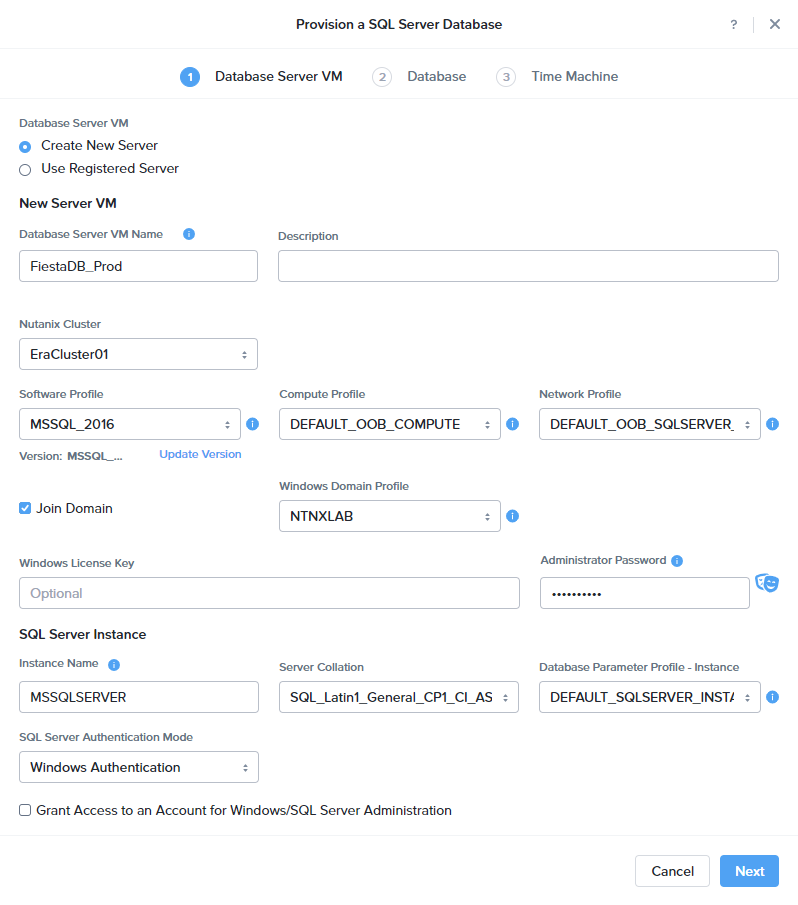 Provision a SQL Server Database
?
1 Database Server VM 2 Database 3 Time Machine
Database Server VM
Create New Server
Use Registered Server
New Server VM
Database Server VM Name
Description
FiestaDB_Prod
Nutanix Cluster
EraCluster01
Software Profile Compute Profile Network Profile
MSSQL_2016 DEFAULT_OOB_COMPUTE DEFAULT_OOB_SQLSERVER_
Version: MSSQL_... Update Version
Windows Domain Profile
Join Domain NTNXLAB
Windows License Key Administrator Password
Optional ••••••••••
SQL Server Instance
Instance Name Server Collation Database Parameter Profile - Instance
MSSQLSERVER SQL_Latin1_General_CP1_CI_AS DEFAULT_SQLSERVER_INSTA
SQL Server Authentication Mode
Windows Authentication
Grant Access to an Account for Windows/SQL Server Administration
Cancel Next